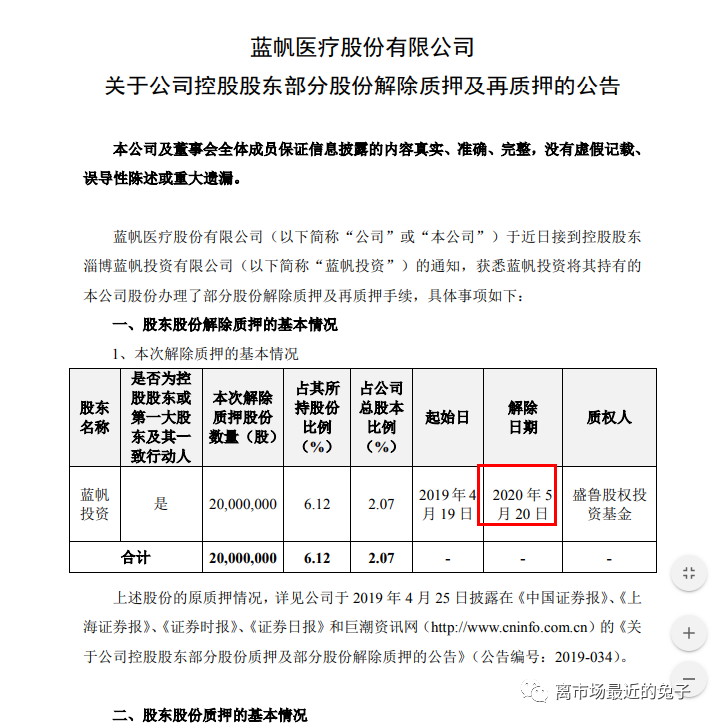 蓝帆医疗股份有限公司
关于公司控股股东部分股份解除质押及再质押的公告
本公司及董事会全体成员保证信息披露的内容真实、准确、完整，没有虚假记载、
误导性陈述或重大遗漏。
蓝帆医疗股份有限公司（以下简称“公司”或“本公司”）于近日接到控股股东
淄博蓝帆投资有限公司（以下简称“蓝帆投资”）的通知，获悉蓝帆投资将其持有的
本公司股份办理了部分股份解除质押及再质押手续，具体事项如下：
一、股东股份解除质押的基本情况
1、本次解除质押的基本情况
股东
名称
是否为控
股股东或
第一大股
东及其一
致行动人
本次解除
质押股份
数量（股）
占其所
持股份
比例
（%）
占公司
总股本
比例
（%）
起始日
解除
日期
质权人
蓝帆
投资
是
20,000,000
6.12
2.07
2019 年 4
月 19 日
2020 年 5
月 20 日
盛鲁股权投
资基金
合计
20,000,000
6.12
2.07
-
-
-
上述股份的原质押情况，详见公司于 2019 年 4 月 25 日披露在《中国证券报》、《上
海证券报》、《证券时报》、《证券日报》和巨潮资讯网（http://www.cninfo.com.cn）的《关
于公司控股股东部分股份质押及部分股份解除质押的公告》（公告编号：2019-034）。
二、股东股份质押的基本情况
离市场最近的兔子